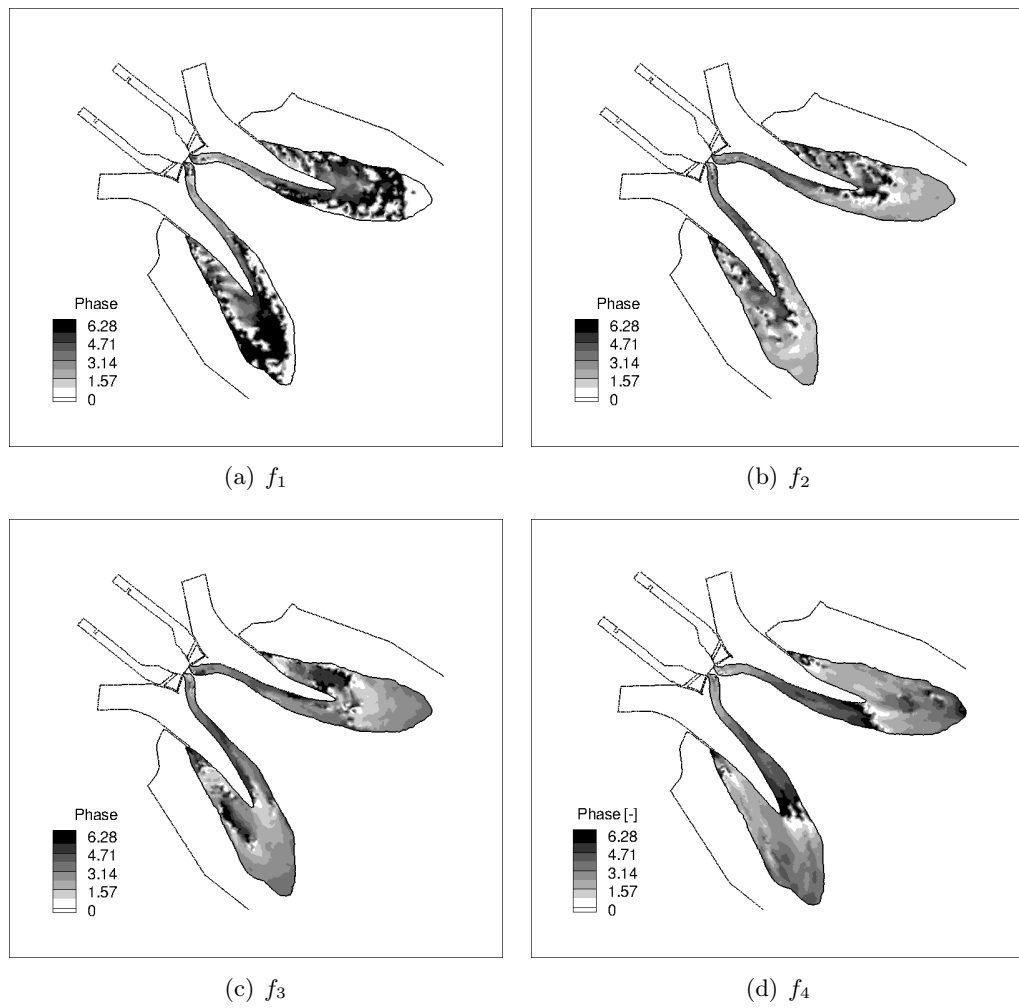 Phase
6.28
4.71
3.14
1.57
0
(a) f1
Phase
6.28
4.71
3.14
1.57
0
(b) f2
Phase
6.28
4.71
3.14
1.57
0
(c) f3
Phase [-]
6.28
4.71
3.14
1.57
0
(d) f4